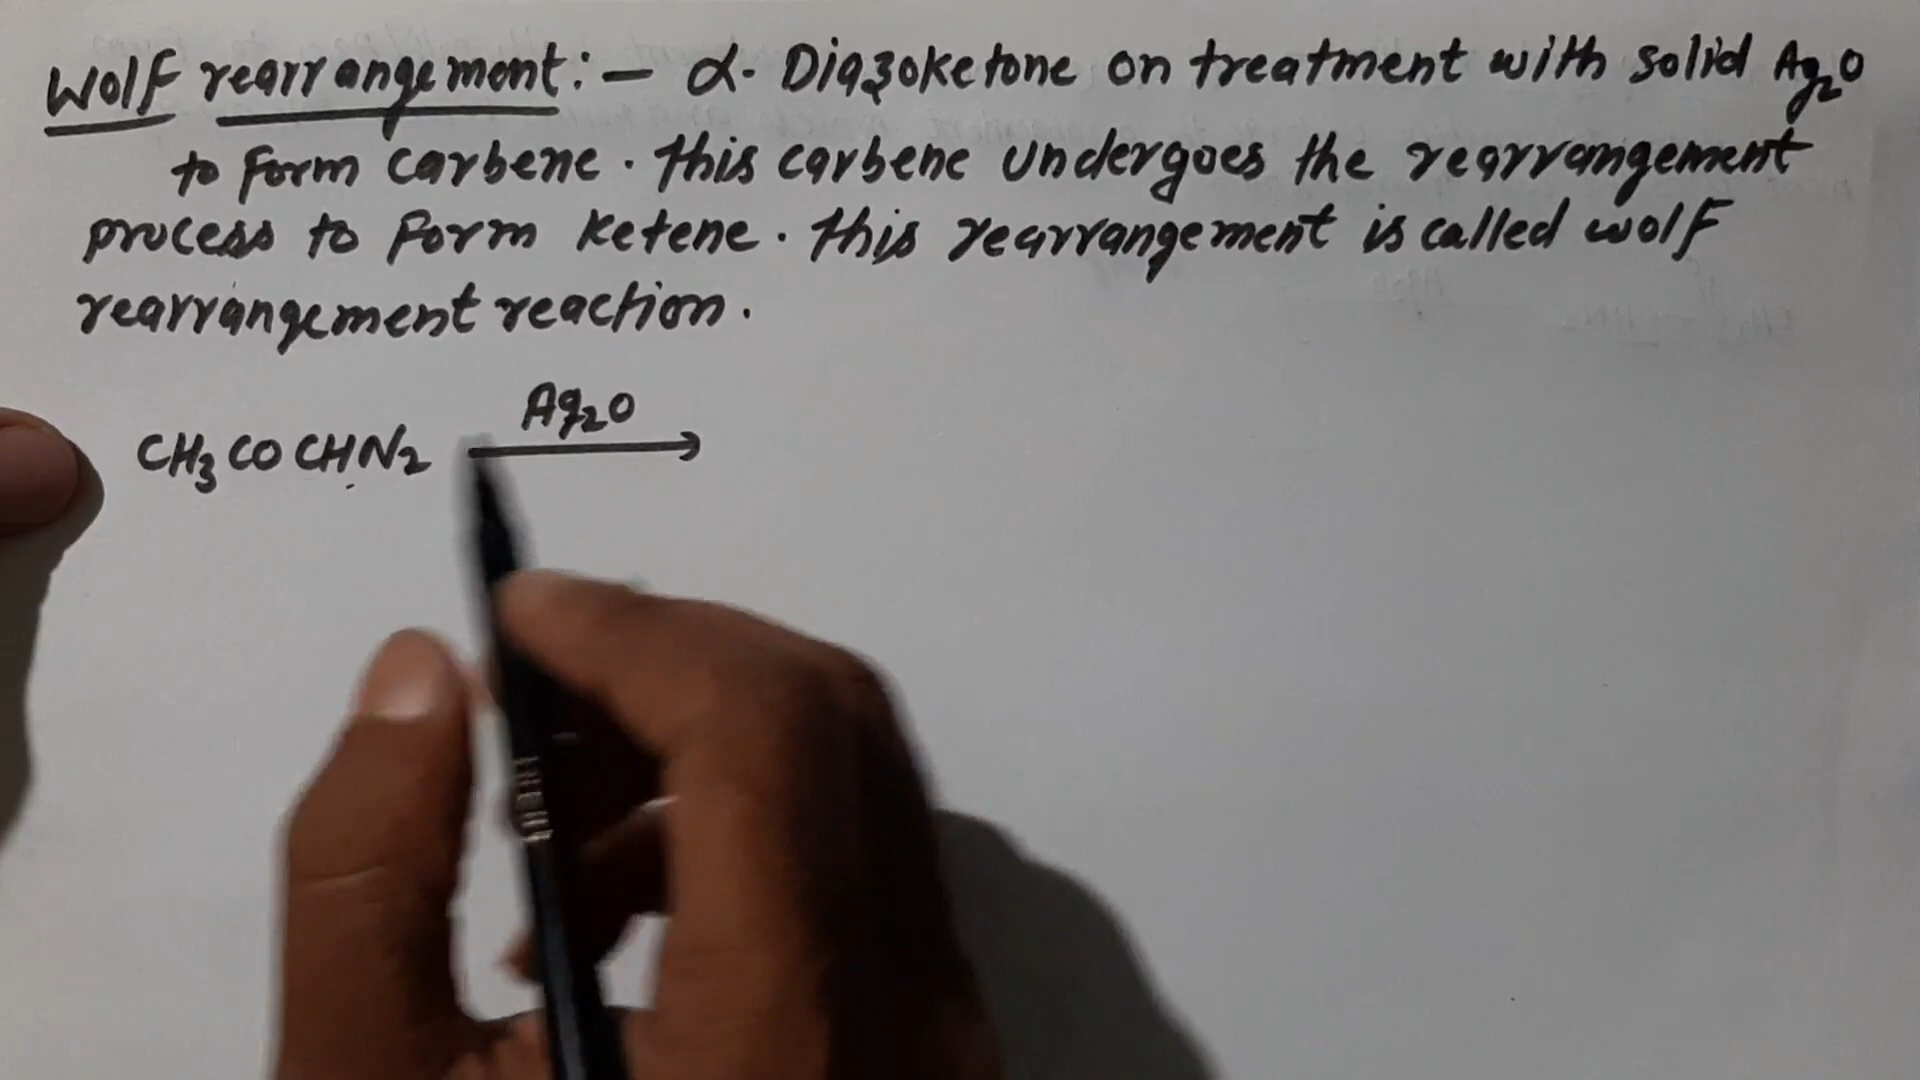 Wolf rearrangement:- α-Diazoketone on treatment with solid Ag₂O
to form carbene. this carbene undergoes the rearrangement
process to form ketene. this rearrangement is called wolf
rearrangement reaction.
Ag₂O
CH₃COCHN₂ →